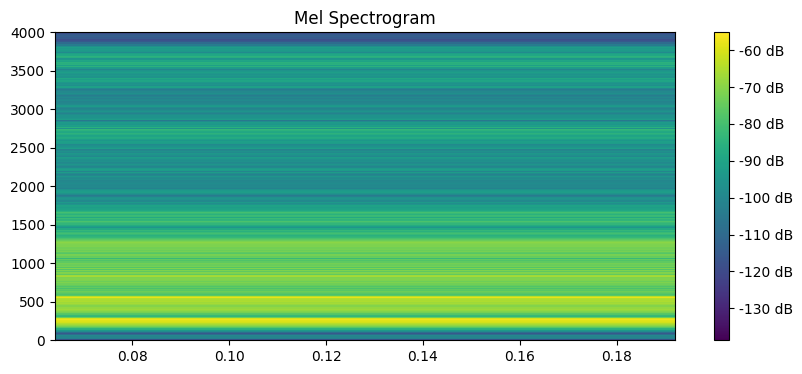 Mel Spectrogram
4000
3500
3000
2500
2000
1500
1000
500
0
0.08 0.10 0.12 0.14 0.16 0.18
-60 dB
-70 dB
-80 dB
-90 dB
-100 dB
-110 dB
-120 dB
-130 dB